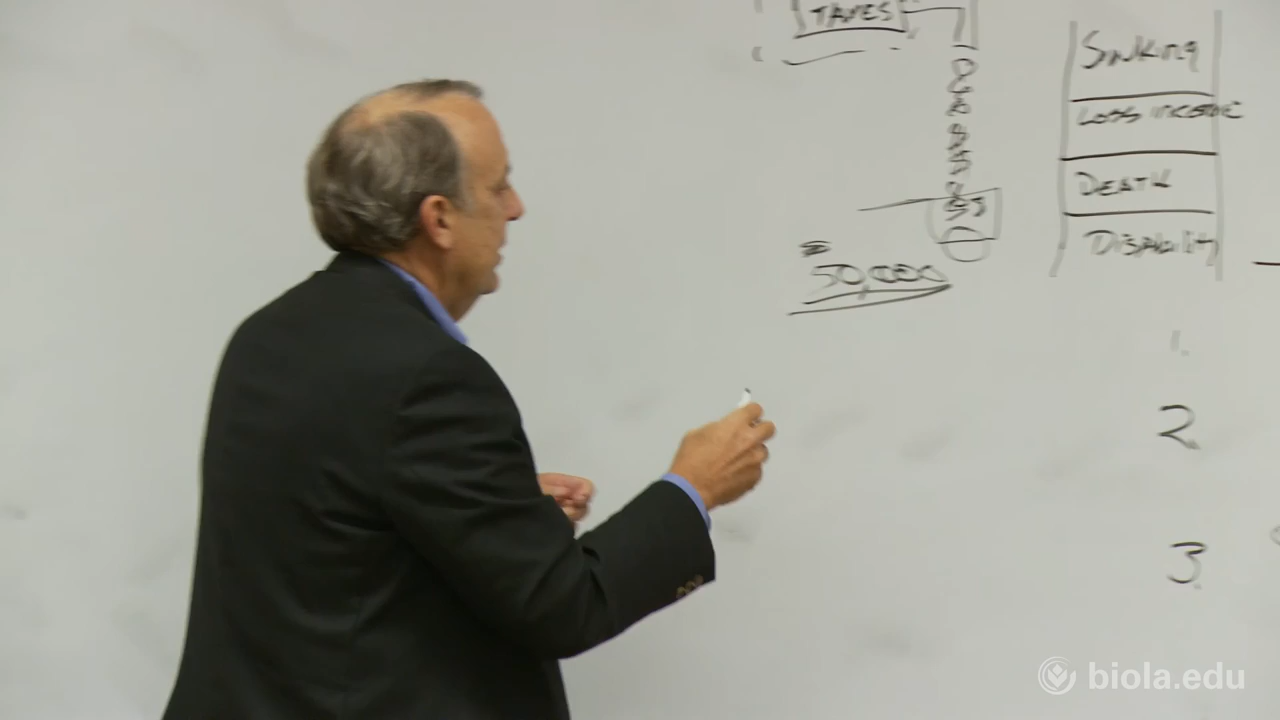 TAXES
50,000
Sinking
Loss income
Death
Disability
1.
2.
3.
biola.edu